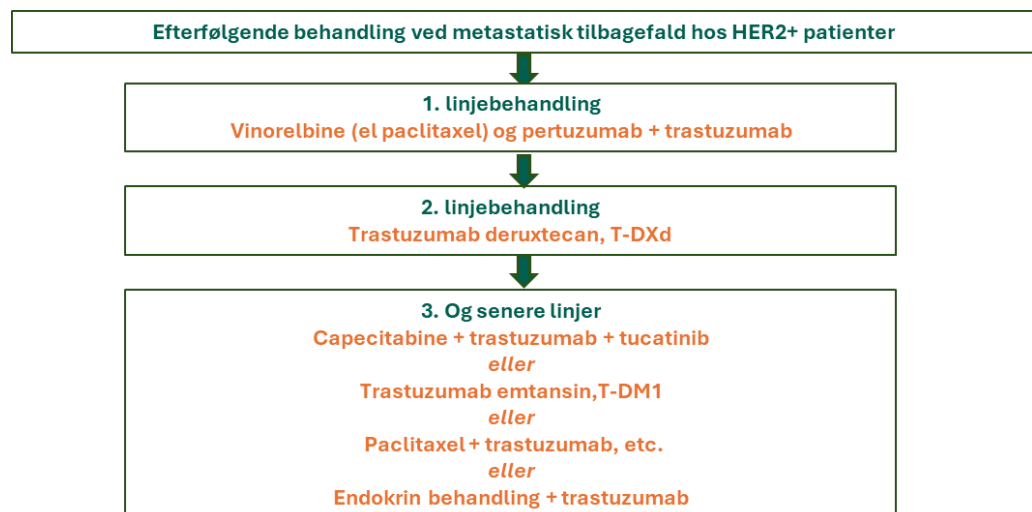 Efterfølgende behandling ved metastatisk tilbagefald hos HER2+ patienter
1. linjebehandling
Vinorelbine (el paclitaxel) og pertuzumab + trastuzumab
2. linjebehandling
Trastuzumab deruxtecan, T-DXd
3. Og senere linjer
Capecitabine + trastuzumab + tucatinib
eller
Trastuzumab emtansin,T-DM1
eller
Paclitaxel + trastuzumab, etc.
eller
Endokrin behandling + trastuzumab